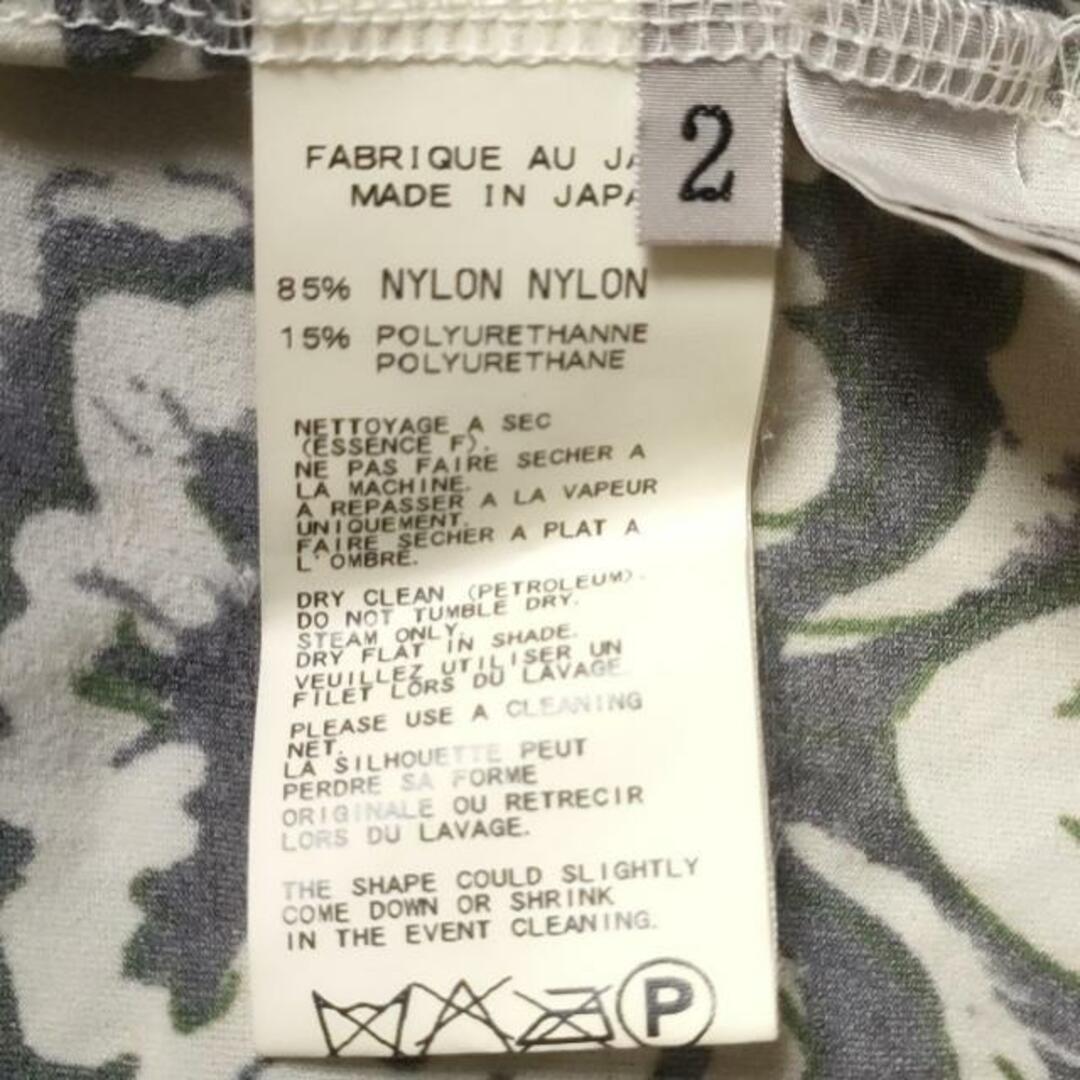 FABRIQUE AU JA
MADE IN JAPA
2
85% NYLON NYLON
15% POLYURETHANNE
POLYURETHANE
NETTOYAGE A SEC
(ESSENCE F).
NE PAS FAIRE SECHER A
LA MACHINE.
A REPASSER A LA VAPEUR
UNIQUEMENT.
FAIRE SECHER A PLAT A
L'OMBRE.
DRY CLEAN (PETROLEUM).
DO NOT TUMBLE DRY.
STEAM ONLY.
DRY FLAT IN SHADE.
VEUILLEZ UTILISER UN
FILET LORS DU LAVAGE
PLEASE USE A CLEANING
NET.
LA SILHOUETTE PEUT
PERDRE SA FORME
ORIGINALE OU RETRECIR
LORS DU LAVAGE.
THE SHAPE COULD SLIGHTLY
COME DOWN OR SHRINK
IN THE EVENT CLEANING.
P